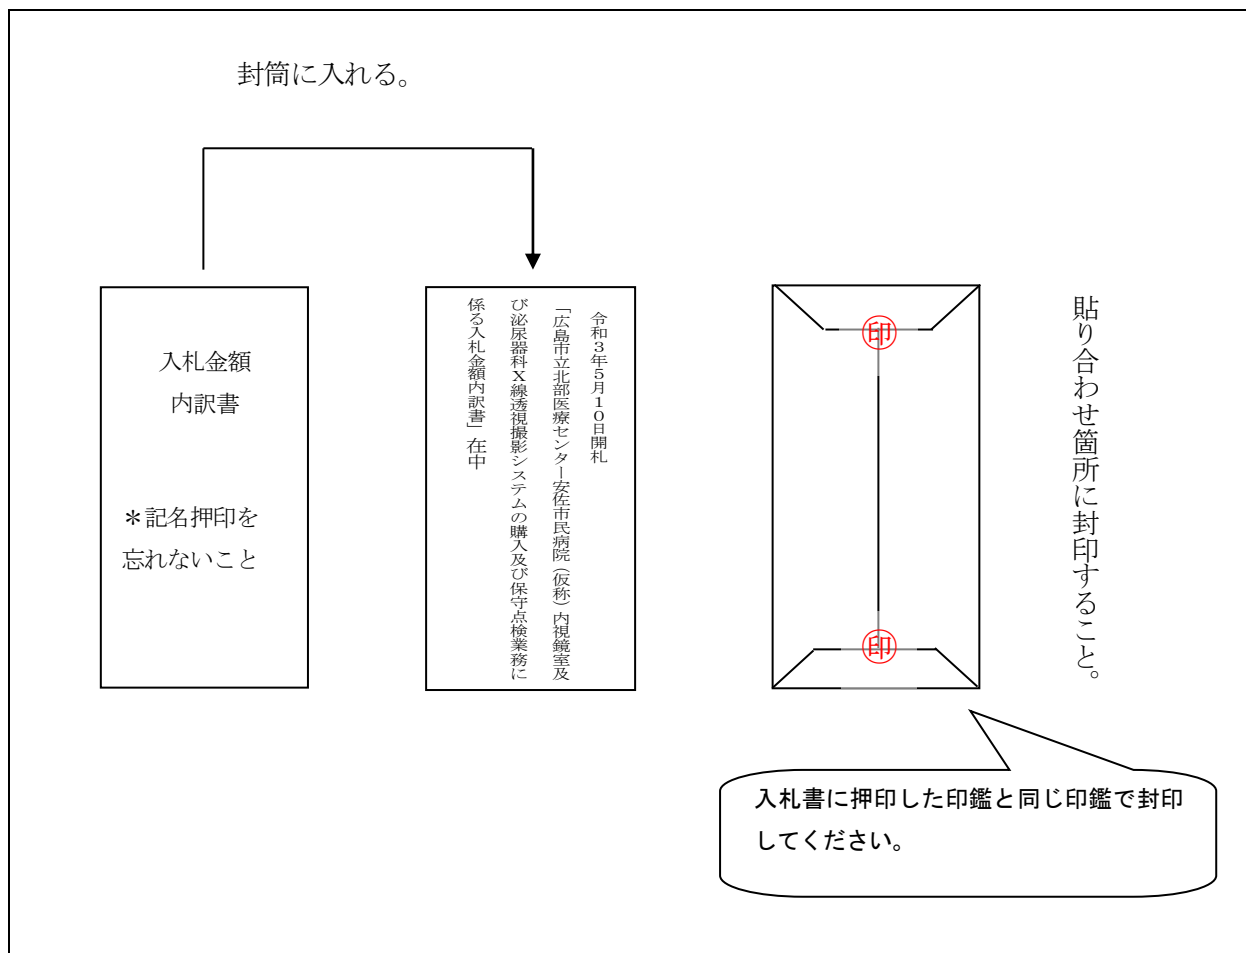 封筒に入れる。
入札金額
内訳書
＊記名押印を
忘れないこと
令和３年５月１０日開札
「広島市立北部医療センター安佐市民病院（仮称）内視鏡室及
び泌尿器科Ｘ線透視撮影システムの購入及び保守点検業務に
係る入札金額内訳書」在中
印
印
貼り合わせ箇所に封印すること。
入札書に押印した印鑑と同じ印鑑で封印
してください。